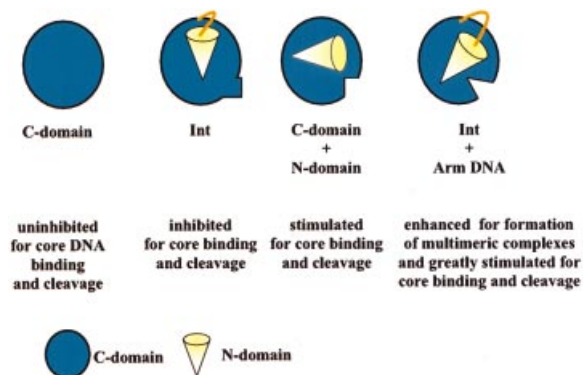 C-domain
Int
C-domain
+
N-domain
Int
+
Arm DNA
uninhibited
for core DNA
binding
and cleavage
inhibited
for core binding
and cleavage
stimulated
for core binding
and cleavage
enhanced for formation
of multimeric complexes
and greatly stimulated for
core binding and cleavage
C-domain
N-domain